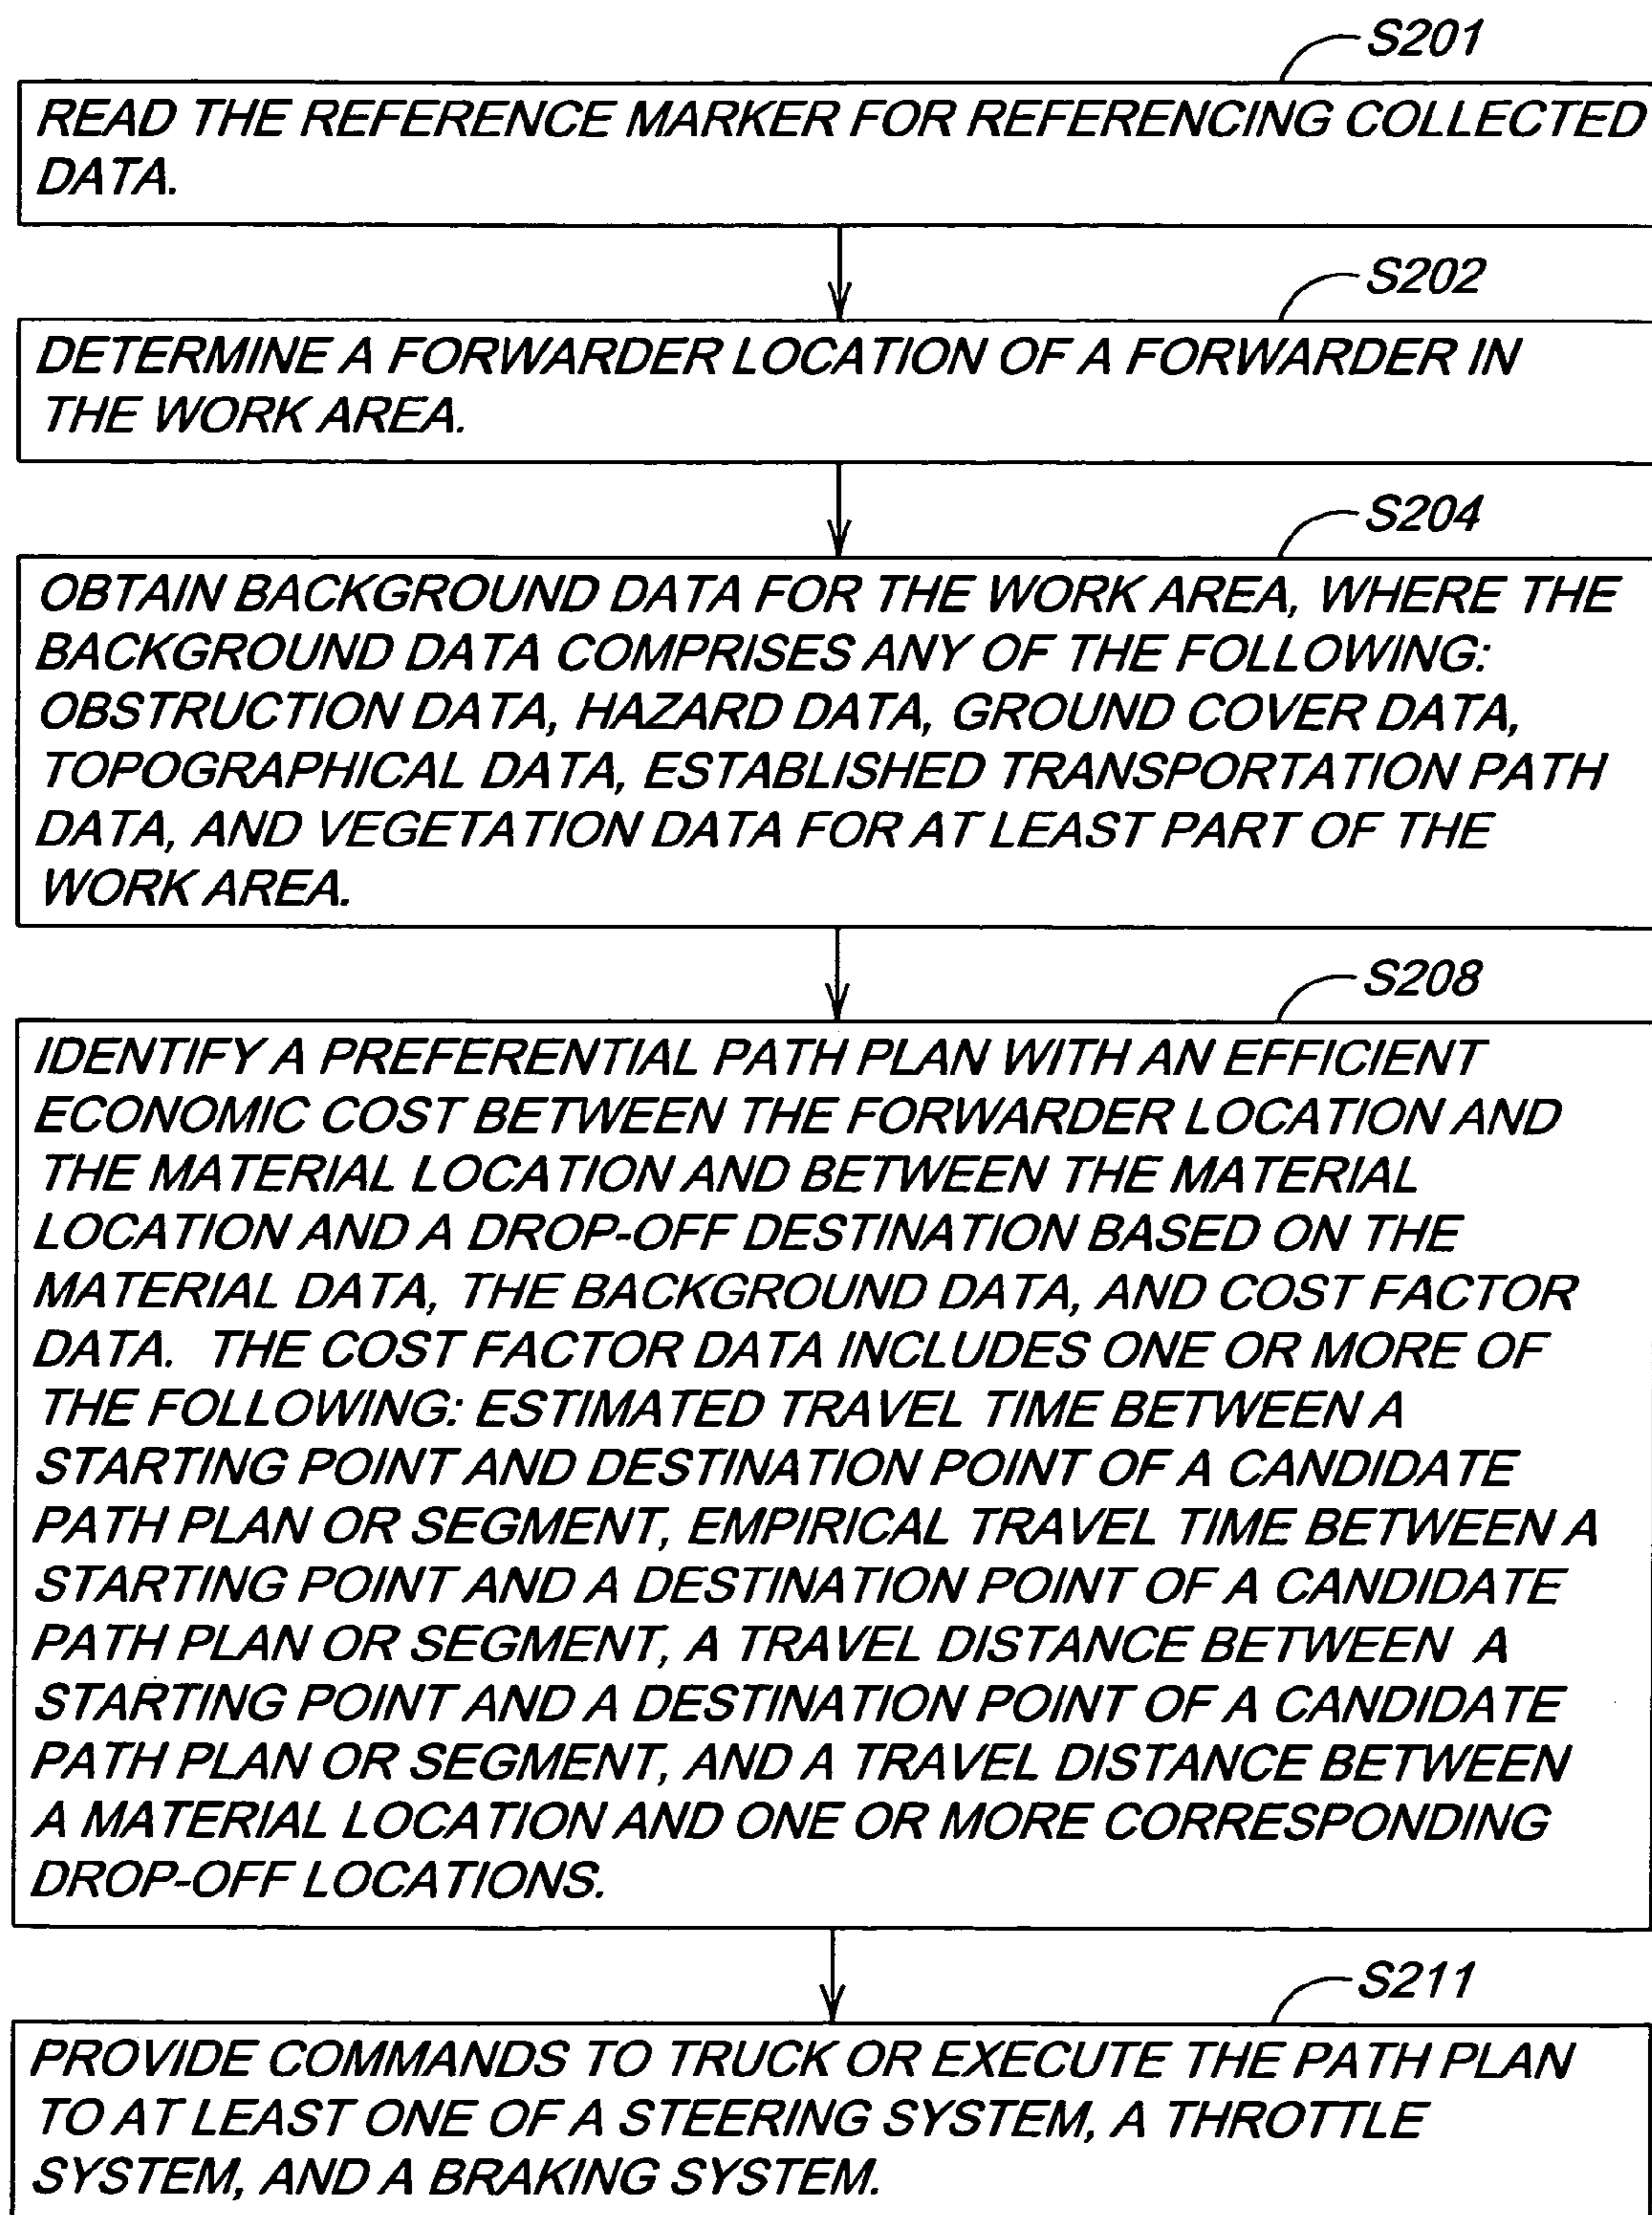 S201
READ THE REFERENCE MARKER FOR REFERENCING COLLECTED
DATA.
S202
DETERMINE A FORWARDER LOCATION OF A FORWARDER IN
THE WORK AREA.
S204
OBTAIN BACKGROUND DATA FOR THE WORK AREA, WHERE THE
BACKGROUND DATA COMPRISES ANY OF THE FOLLOWING:
OBSTRUCTION DATA, HAZARD DATA, GROUND COVER DATA,
TOPOGRAPHICAL DATA, ESTABLISHED TRANSPORTATION PATH
DATA, AND VEGETATION DATA FOR AT LEAST PART OF THE
WORK AREA.
S208
IDENTIFY A PREFERENTIAL PATH PLAN WITH AN EFFICIENT
ECONOMIC COST BETWEEN THE FORWARDER LOCATION AND
THE MATERIAL LOCATION AND BETWEEN THE MATERIAL
LOCATION AND A DROP-OFF DESTINATION BASED ON THE
MATERIAL DATA, THE BACKGROUND DATA, AND COST FACTOR
DATA. THE COST FACTOR DATA INCLUDES ONE OR MORE OF
THE FOLLOWING: ESTIMATED TRAVEL TIME BETWEEN A
STARTING POINT AND DESTINATION POINT OF A CANDIDATE
PATH PLAN OR SEGMENT, EMPIRICAL TRAVEL TIME BETWEEN A
STARTING POINT AND A DESTINATION POINT OF A CANDIDATE
PATH PLAN OR SEGMENT, A TRAVEL DISTANCE BETWEEN A
STARTING POINT AND A DESTINATION POINT OF A CANDIDATE
PATH PLAN OR SEGMENT, AND A TRAVEL DISTANCE BETWEEN
A MATERIAL LOCATION AND ONE OR MORE CORRESPONDING
DROP-OFF LOCATIONS.
S211
PROVIDE COMMANDS TO TRUCK OR EXECUTE THE PATH PLAN
TO AT LEAST ONE OF A STEERING SYSTEM, A THROTTLE
SYSTEM, AND A BRAKING SYSTEM.